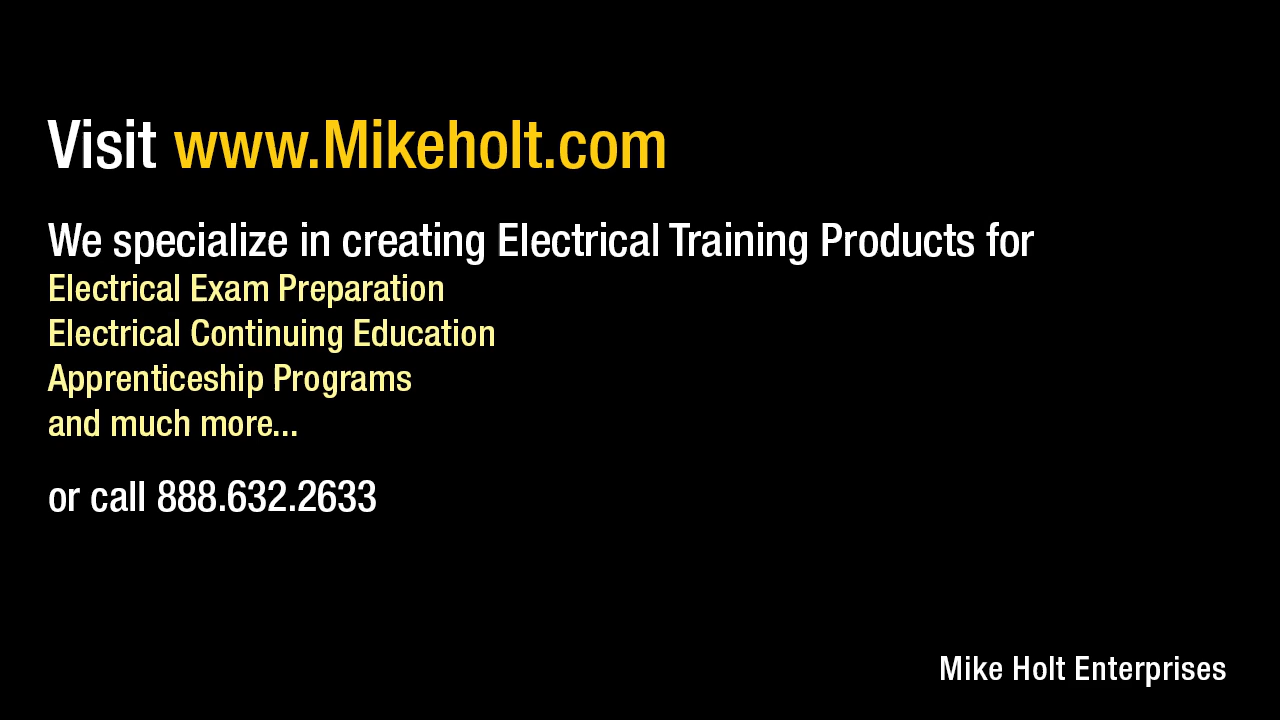 Visit www.Mikeholt.com
We specialize in creating Electrical Training Products for
Electrical Exam Preparation
Electrical Continuing Education
Apprenticeship Programs
and much more...
or call 888.632.2633
Mike Holt Enterprises